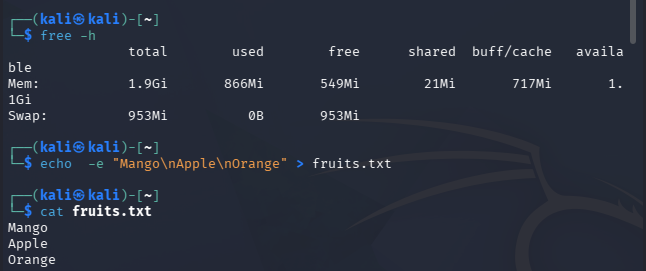 ┌──(kali㉿kali)-[~]
└─$ free -h
               total        used        free      shared  buff/cache   availa
ble
Mem:           1.9Gi       866Mi       549Mi        21Mi       717Mi       1.
1Gi
Swap:          953Mi          0B       953Mi
┌──(kali㉿kali)-[~]
└─$ echo  -e "Mango\nApple\nOrange" > fruits.txt
┌──(kali㉿kali)-[~]
└─$ cat fruits.txt
Mango
Apple
Orange